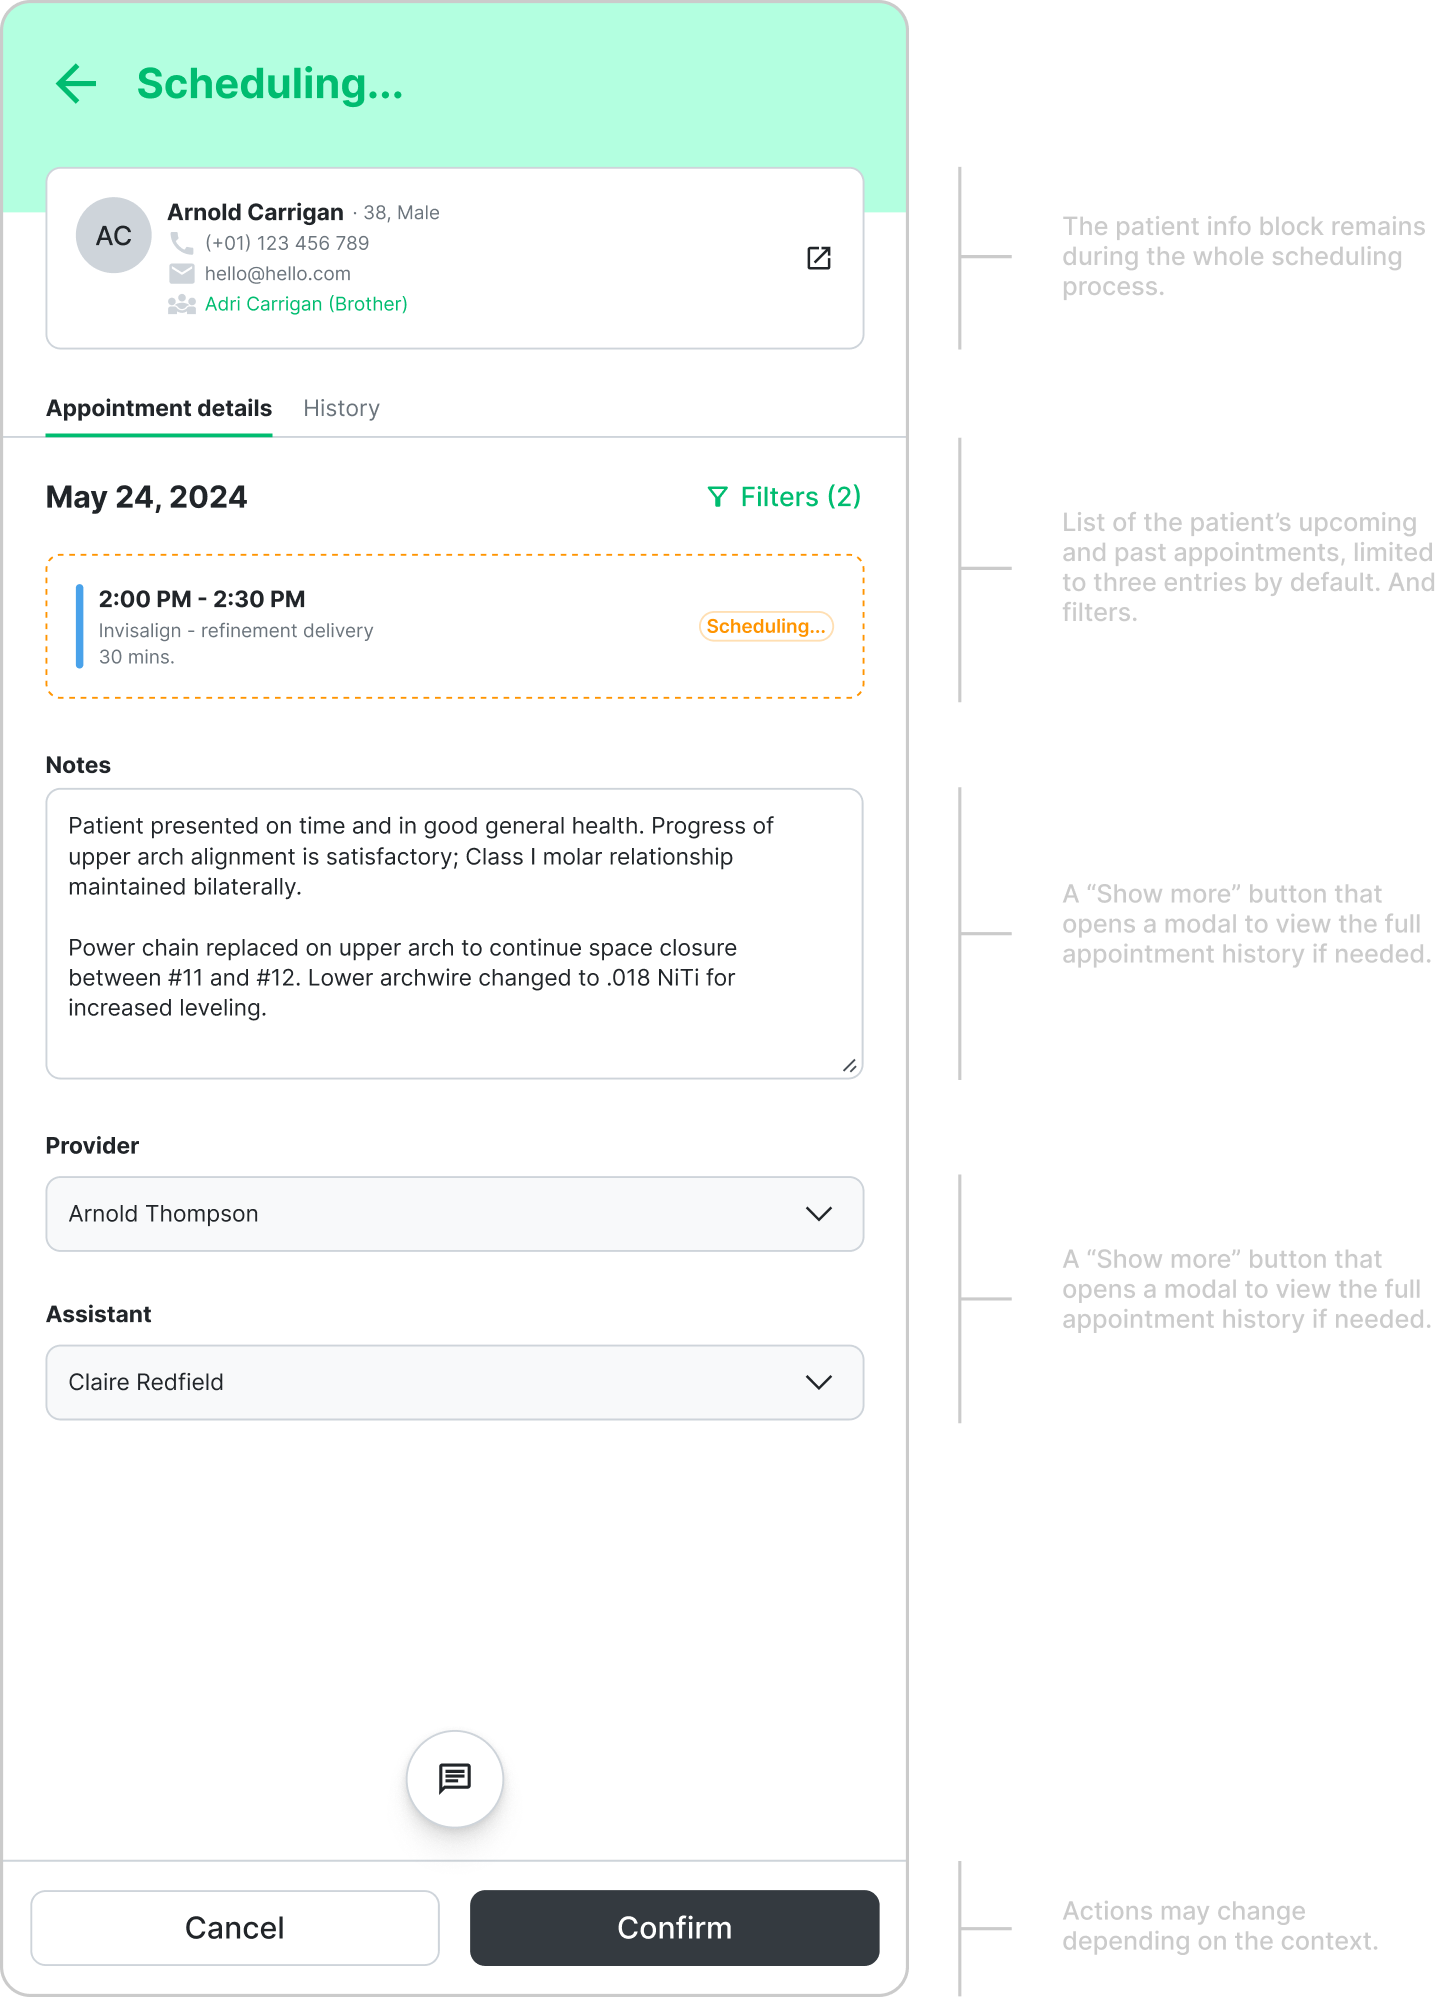 Scheduling...
AC
Arnold Carrigan · 38, Male
(+01) 123 456 789
hello@hello.com
Adri Carrigan (Brother)
The patient info block remains
during the whole scheduling
process.
Appointment details
History
May 24, 2024
Filters (2)
2:00 PM - 2:30 PM
Invisalign - refinement delivery
30 mins.
Scheduling...
List of the patient’s upcoming
and past appointments, limited
to three entries by default. And
filters.
Notes
Patient presented on time and in good general health. Progress of
upper arch alignment is satisfactory; Class I molar relationship
maintained bilaterally.
Power chain replaced on upper arch to continue space closure
between #11 and #12. Lower archwire changed to .018 NiTi for
increased leveling.
A “Show more” button that
opens a modal to view the full
appointment history if needed.
Provider
Arnold Thompson
Assistant
Claire Redfield
A “Show more” button that
opens a modal to view the full
appointment history if needed.
Cancel
Confirm
Actions may change
depending on the context.